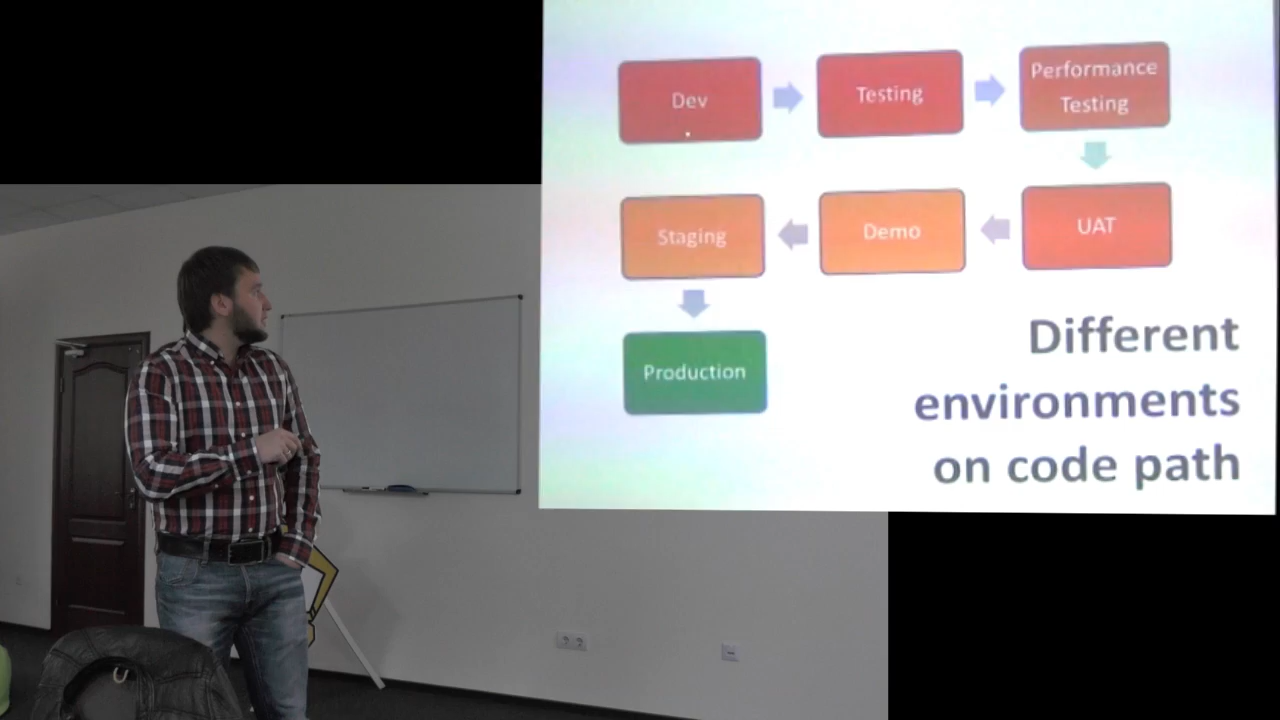 Dev
Testing
Performance
Testing
Staging
Demo
UAT
Production
Different
environments
on code path